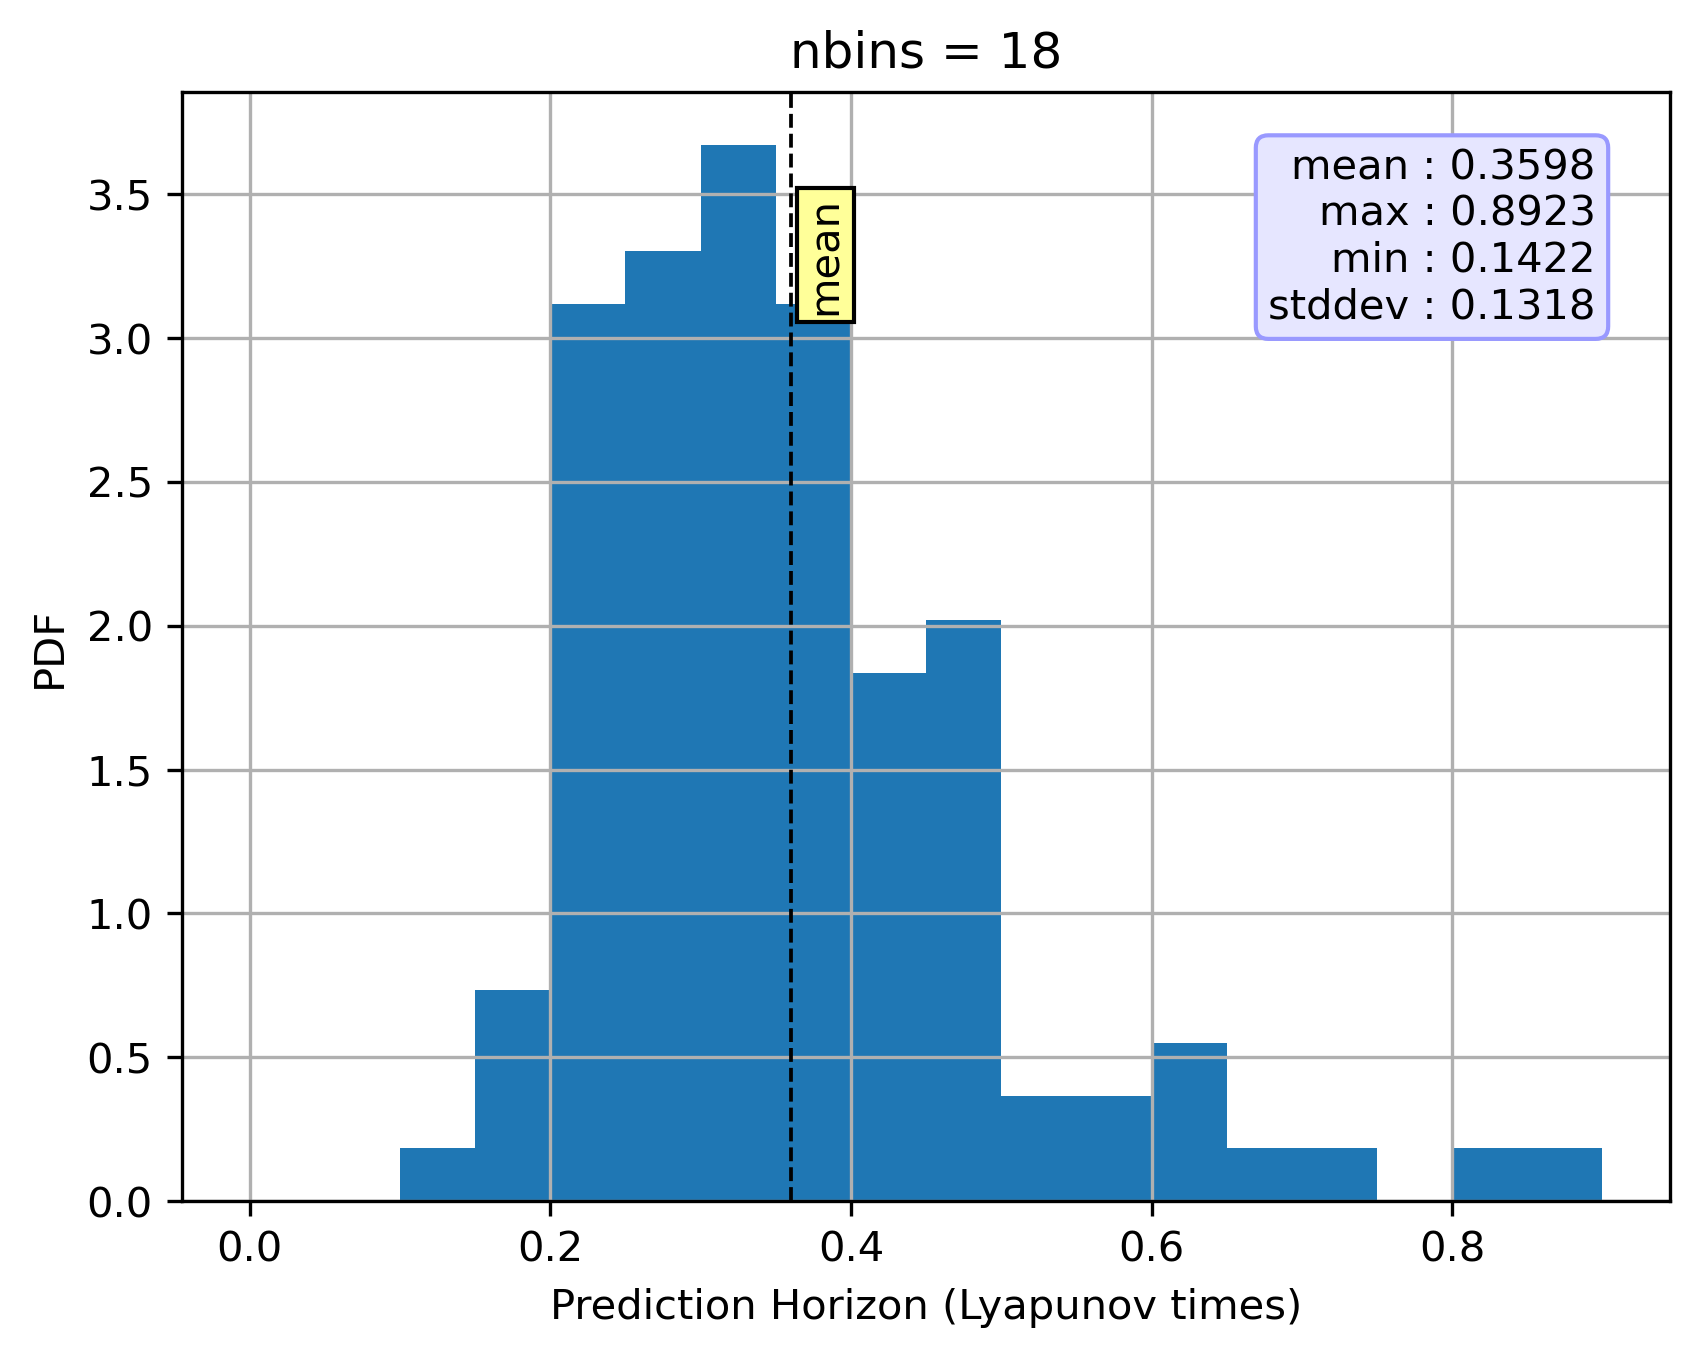 nbins = 18
mean : 0.3598
max : 0.8923
min : 0.1422
stddev : 0.1318
mean
PDF
3.5
3.0
2.5
2.0
1.5
1.0
0.5
0.0
0.0 0.2 0.4 0.6 0.8
Prediction Horizon (Lyapunov times)